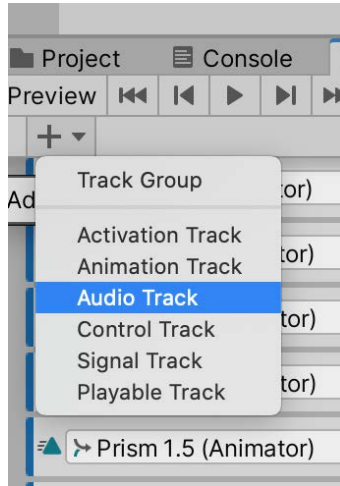 Project Console
Preview
Ad
Track Group
tor)
Activation Track
tor)
Animation Track
Audio Track
tor)
Control Track
Signal Track
tor)
Playable Track
Prism 1.5 (Animator)